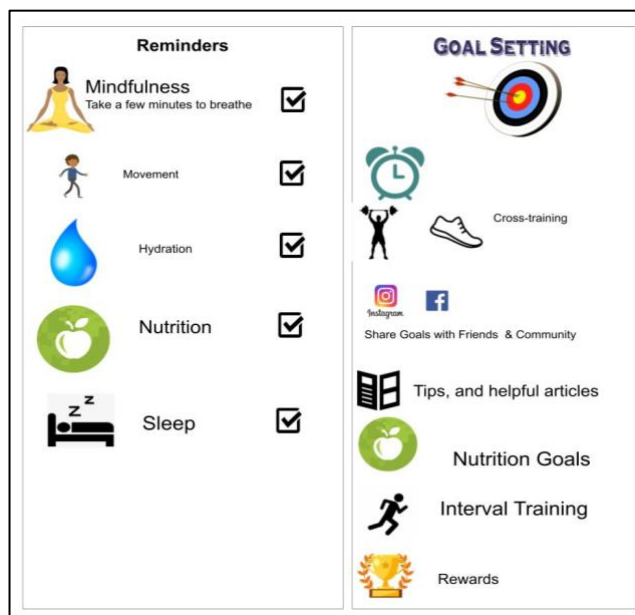 Reminders
Mindfulness
Take a few minutes to breathe
Movement
Hydration
Nutrition
z z
Sleep
GOAL SETTING
Cross-training
Instagram
Share Goals with Friends & Community
Tips, and helpful articles
Nutrition Goals
Interval Training
Rewards